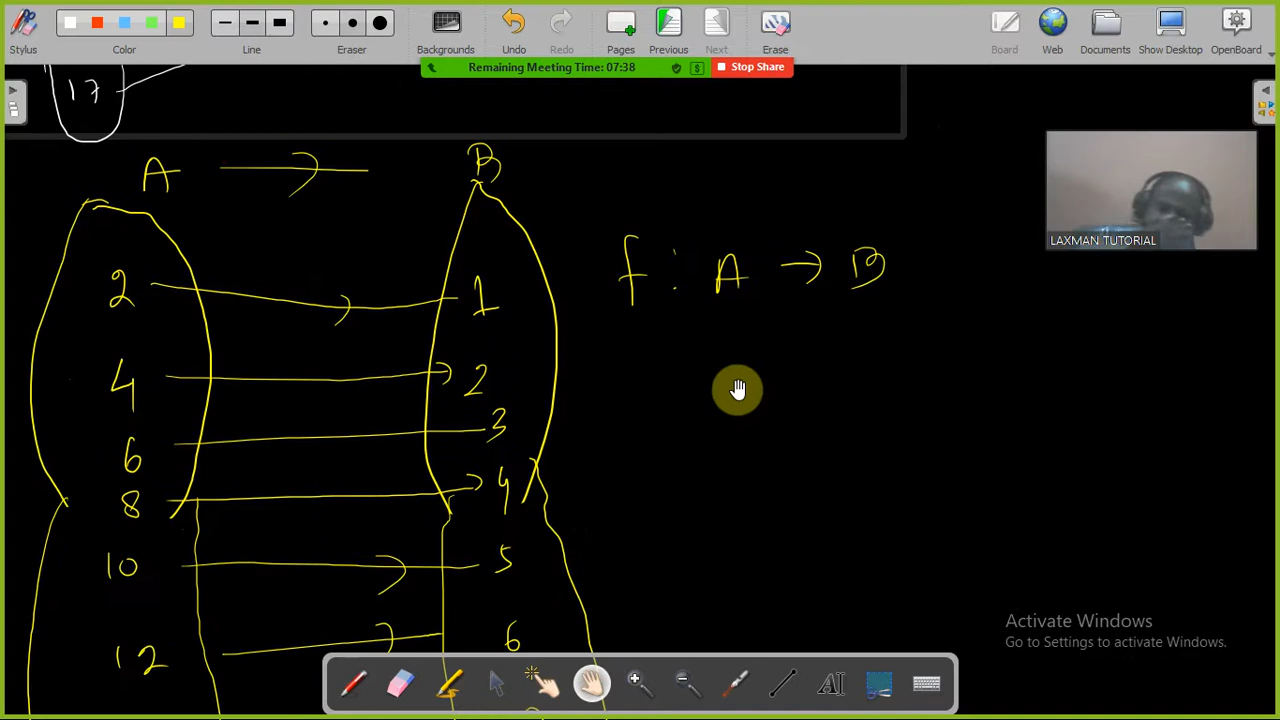 Stylus
Color
Line
Eraser
Backgrounds
Undo
Redo
Pages
Previous
Next
Erase
Board
Web
Documents
Show Desktop
OpenBoard
Remaining Meeting Time: 07:38
Stop Share
17
A → B
f : A → B
2 1
4 2
6 3
8 4
10 5
12 6
LAXMAN TUTORIAL
Activate Windows
Go to Settings to activate Windows.